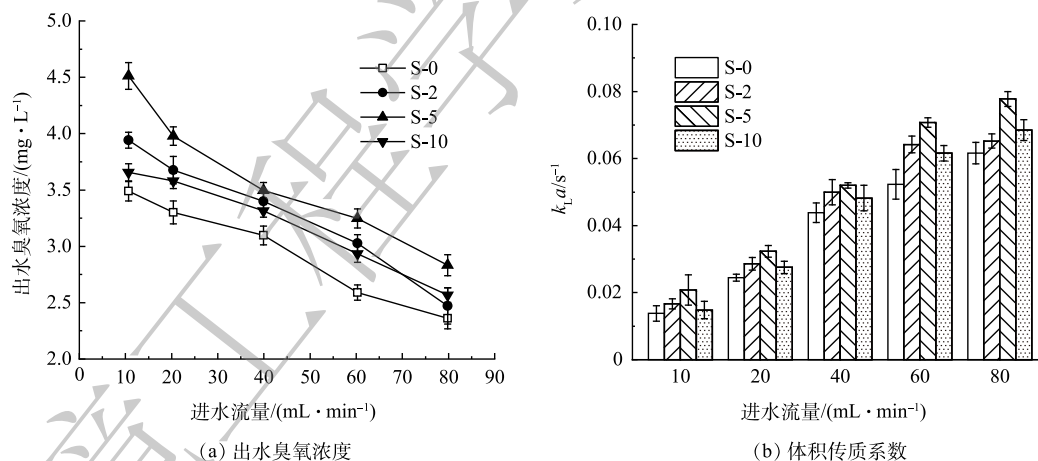 5.0
4.5
4.0
3.5
3.0
2.5
2.0
出水臭氧浓度/(mg·L⁻¹)
S-0
S-2
S-5
S-10
0 10 20 30 40 50 60 70 80 90
进水流量/(mL·min⁻¹)
(a) 出水臭氧浓度
0.10
0.08
0.06
0.04
0.02
0
k_L a/s⁻¹
S-0
S-2
S-5
S-10
10 20 40 60 80
进水流量/(mL·min⁻¹)
(b) 体积传质系数